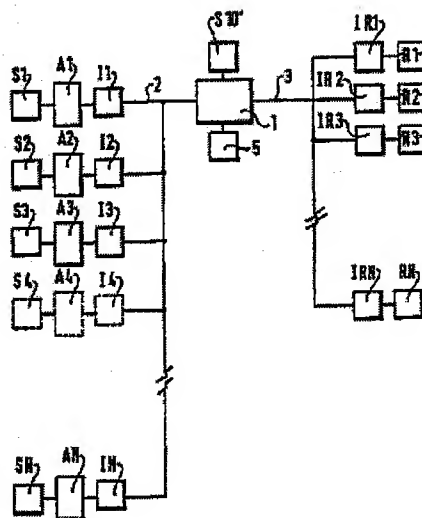 S10'
S1 A1 I1 2 3 IR1 R1
S2 A2 I2 1 IR2 R2
S3 A3 I3 5 IR3 R3
S4 A4 I4
IRN RN
SN AN IN